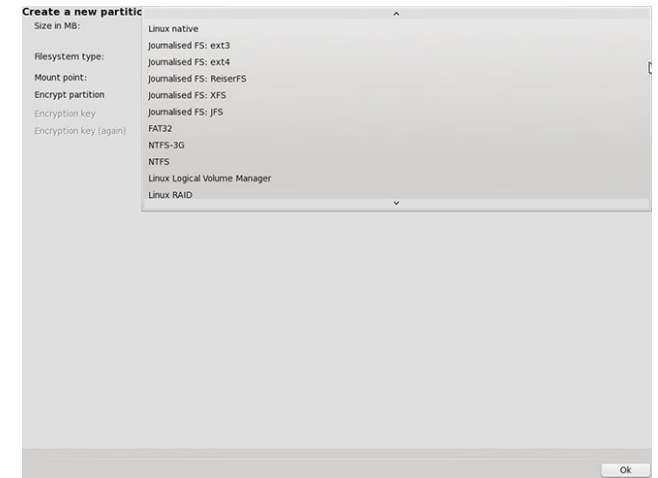 Create a new partitic
Size in MB:
Linux native
Journalised FS: ext3
Filesystem type:
Journalised FS: ext4
Mount point:
Journalised FS: ReiserFS
Encrypt partition
Journalised FS: XFS
Encryption key
Journalised FS: JFS
Encryption key (again)
FAT32
NTFS-3G
NTFS
Linux Logical Volume Manager
Linux RAID
Ok